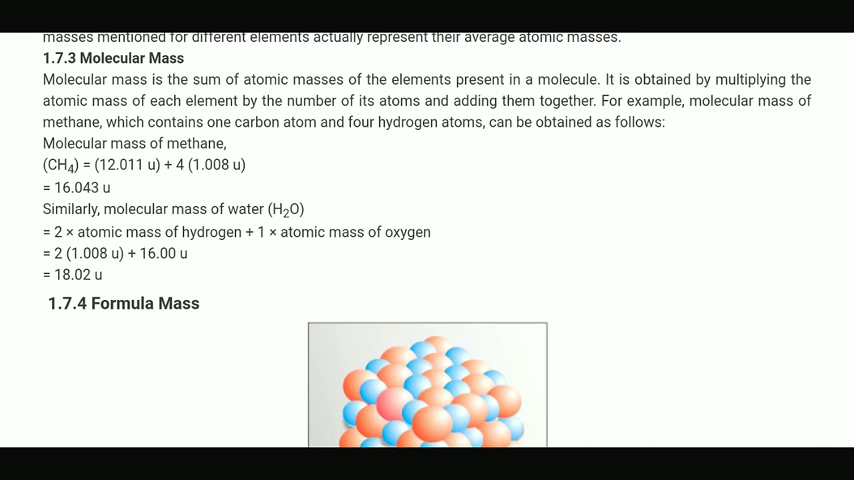 masses mentioned for different elements actually represent their average atomic masses.
1.7.3 Molecular Mass
Molecular mass is the sum of atomic masses of the elements present in a molecule. It is obtained by multiplying the
atomic mass of each element by the number of its atoms and adding them together. For example, molecular mass of
methane, which contains one carbon atom and four hydrogen atoms, can be obtained as follows:
Molecular mass of methane,
(CH₄) = (12.011 u) + 4 (1.008 u)
= 16.043 u
Similarly, molecular mass of water (H₂O)
= 2 × atomic mass of hydrogen + 1 × atomic mass of oxygen
= 2 (1.008 u) + 16.00 u
= 18.02 u
1.7.4 Formula Mass